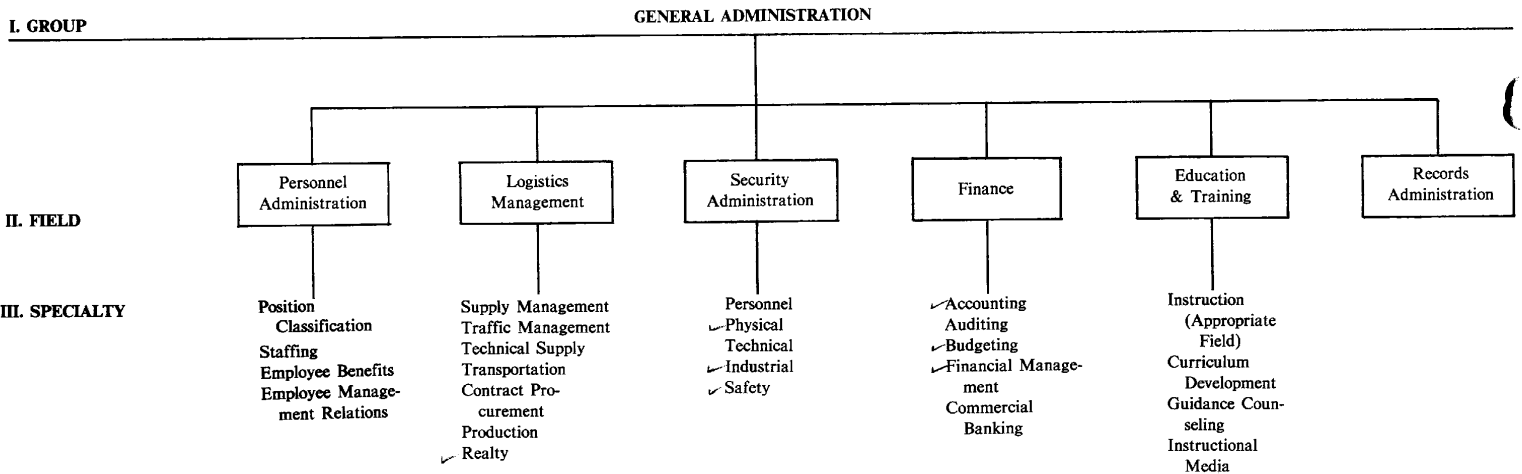 I. GROUP
GENERAL ADMINISTRATION
II. FIELD
Personnel
Administration
Logistics
Management
Security
Administration
Finance
Education
& Training
Records
Administration
III. SPECIALTY
Position
Classification
Staffing
Employee Benefits
Employee Manage-
ment Relations
Supply Management
Traffic Management
Technical Supply
Transportation
Contract Pro-
curement
Production
Realty
Personnel
Physical
Technical
Industrial
Safety
Accounting
Auditing
Budgeting
Financial Manage-
ment
Commercial
Banking
Instruction
(Appropriate
Field)
Curriculum
Development
Guidance Coun-
seling
Instructional
Media